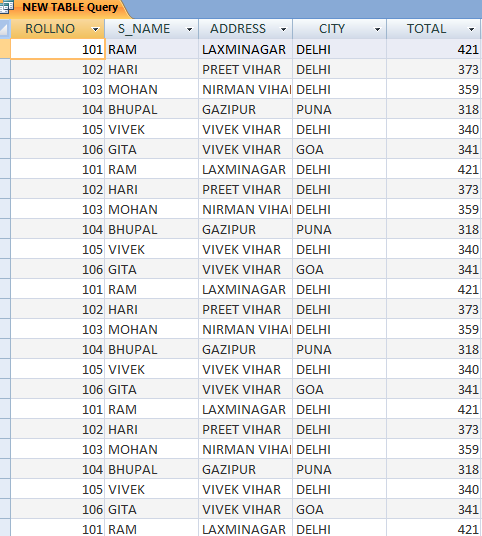 NEW TABLE Query
ROLLNO S_NAME ADDRESS CITY TOTAL
101 RAM LAXMINAGAR DELHI 421
102 HARI PREET VIHAR DELHI 373
103 MOHAN NIRMAN VIHA DELHI 359
104 BHUPAL GAZIPUR PUNA 318
105 VIVEK VIVEK VIHAR DELHI 340
106 GITA VIVEK VIHAR GOA 341
101 RAM LAXMINAGAR DELHI 421
102 HARI PREET VIHAR DELHI 373
103 MOHAN NIRMAN VIHA DELHI 359
104 BHUPAL GAZIPUR PUNA 318
105 VIVEK VIVEK VIHAR DELHI 340
106 GITA VIVEK VIHAR GOA 341
101 RAM LAXMINAGAR DELHI 421
102 HARI PREET VIHAR DELHI 373
103 MOHAN NIRMAN VIHA DELHI 359
104 BHUPAL GAZIPUR PUNA 318
105 VIVEK VIVEK VIHAR DELHI 340
106 GITA VIVEK VIHAR GOA 341
101 RAM LAXMINAGAR DELHI 421
102 HARI PREET VIHAR DELHI 373
103 MOHAN NIRMAN VIHA DELHI 359
104 BHUPAL GAZIPUR PUNA 318
105 VIVEK VIVEK VIHAR DELHI 340
106 GITA VIVEK VIHAR GOA 341
101 RAM LAXMINAGAR DELHI 421